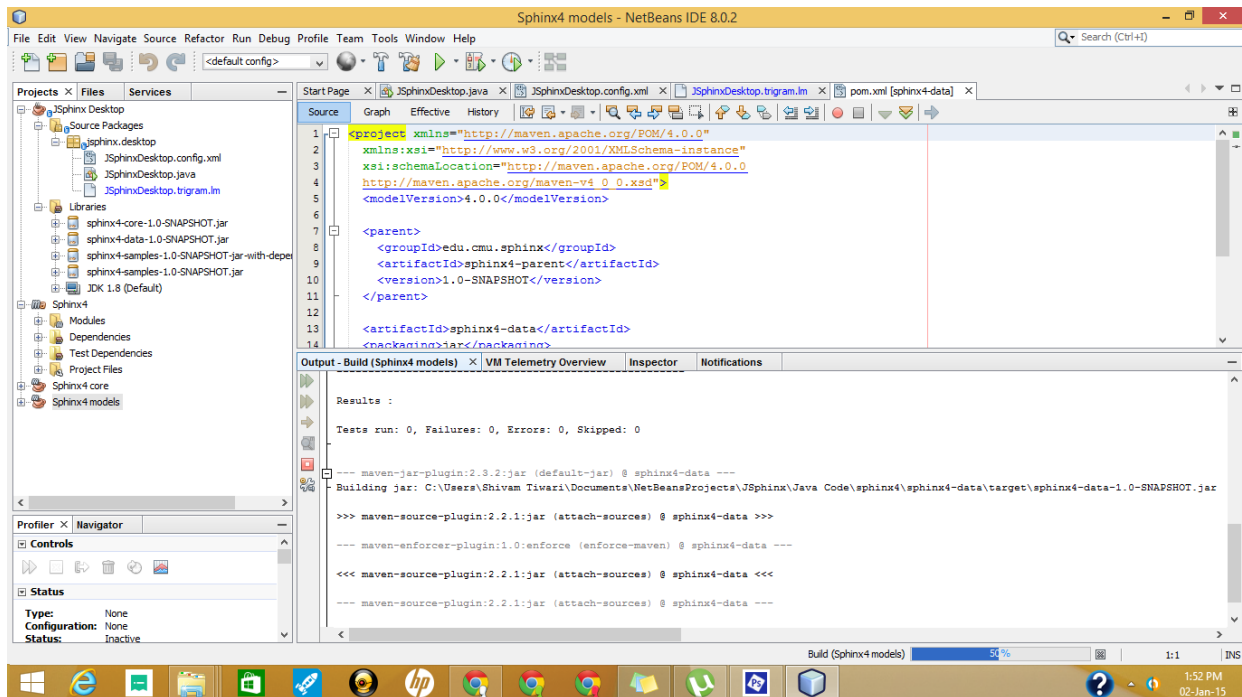 Sphinx4 models - NetBeans IDE 8.0.2
File Edit View Navigate Source Refactor Run Debug Profile Team Tools Window Help
Search (Ctrl+I)
<default config>
Projects Files Services
JSphinx Desktop
Source Packages
jsphinx.desktop
JSphinxDesktop.config.xml
JSphinxDesktop.java
JSphinxDesktop.trigram.lm
Libraries
sphinx4-core-1.0-SNAPSHOT.jar
sphinx4-data-1.0-SNAPSHOT.jar
sphinx4-samples-1.0-SNAPSHOT-jar-with-deper
sphinx4-samples-1.0-SNAPSHOT.jar
JDK 1.8 (Default)
Sphinx4
Modules
Dependencies
Test Dependencies
Project Files
Sphinx4 core
Sphinx4 models
Profiler Navigator
Controls
Status
Type: None
Configuration: None
Status: Inactive
Start Page JSphinxDesktop.java JSphinxDesktop.config.xml JSphinxDesktop.trigram.lm pom.xml [sphinx4-data]
Source Graph Effective History
1 <project xmlns="http://maven.apache.org/POM/4.0.0"
2 xmlns:xsi="http://www.w3.org/2001/XMLSchema-instance"
3 xsi:schemaLocation="http://maven.apache.org/POM/4.0.0
4 http://maven.apache.org/maven-v4_0_0.xsd">
5 <modelVersion>4.0.0</modelVersion>
6
7 <parent>
8 <groupId>edu.cmu.sphinx</groupId>
9 <artifactId>sphinx4-parent</artifactId>
10 <version>1.0-SNAPSHOT</version>
11 </parent>
12
13 <artifactId>sphinx4-data</artifactId>
14 <packaging>jar</packaging>
Output - Build (Sphinx4 models) VM Telemetry Overview Inspector Notifications
Results :
Tests run: 0, Failures: 0, Errors: 0, Skipped: 0
--- maven-jar-plugin:2.3.2:jar (default-jar) @ sphinx4-data ---
Building jar: C:\Users\Shivam Tiwari\Documents\NetBeansProjects\JSphinx\Java Code\sphinx4\sphinx4-data\target\sphinx4-data-1.0-SNAPSHOT.jar
>>> maven-source-plugin:2.2.1:jar (attach-sources) @ sphinx4-data >>>
--- maven-enforcer-plugin:1.0:enforce (enforce-maven) @ sphinx4-data ---
<<< maven-source-plugin:2.2.1:jar (attach-sources) @ sphinx4-data <<<
--- maven-source-plugin:2.2.1:jar (attach-sources) @ sphinx4-data ---
Build (Sphinx4 models) 50% 1:1 INS
hp
1:52 PM
02-Jan-15